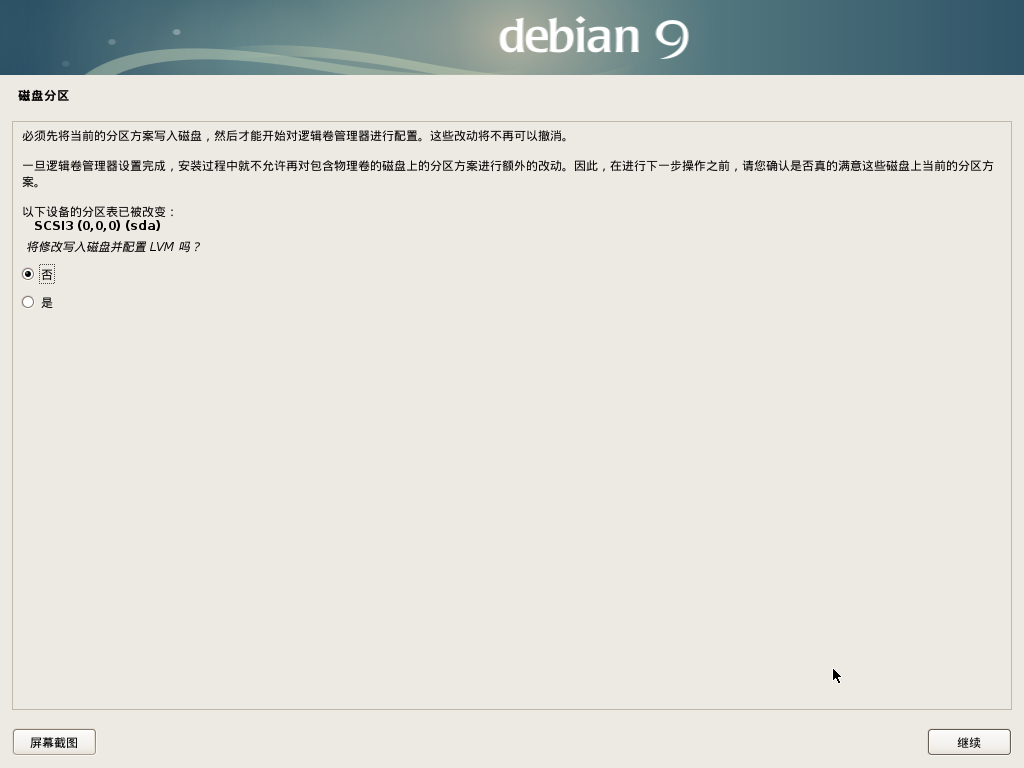 debian 9
磁盘分区
必须先将当前的分区方案写入磁盘，然后才能开始对逻辑卷管理器进行配置。这些改动将不再可以撤消。
一旦逻辑卷管理器设置完成，安装过程中就不允许再对包含物理卷的磁盘上的分区方案进行额外的改动。因此，在进行下一步操作之前，请您确认是否真的满意这些磁盘上当前的分区方
案。
以下设备的分区表已被改变：
SCSI3 (0,0,0) (sda)
将修改写入磁盘并配置 LVM 吗？
否
是
屏幕截图
继续